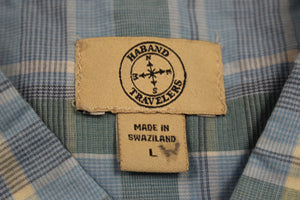 HABAND
N
W E
S
TRAVELERS
MADE IN
SWAZILAND
L